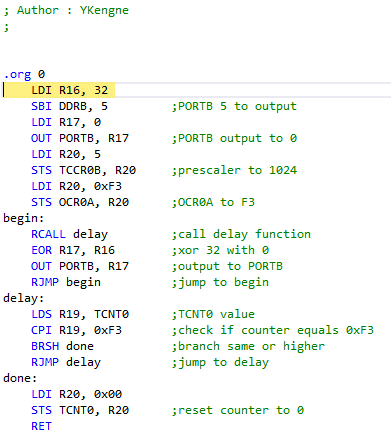 ; Author : YKengne
;
.org 0
LDI R16, 32
SBI DDRB, 5 ;PORTB 5 to output
LDI R17, 0
OUT PORTB, R17 ;PORTB output to 0
LDI R20, 5
STS TCCR0B, R20 ;prescaler to 1024
LDI R20, 0xF3
STS OCR0A, R20 ;OCR0A to F3
begin:
RCALL delay ;call delay function
EOR R17, R16 ;xor 32 with 0
OUT PORTB, R17 ;output to PORTB
RJMP begin ;jump to begin
delay:
LDS R19, TCNT0 ;TCNT0 value
CPI R19, 0xF3 ;check if counter equals 0xF3
BRSH done ;branch same or higher
RJMP delay ;jump to delay
done:
LDI R20, 0x00
STS TCNT0, R20 ;reset counter to 0
RET